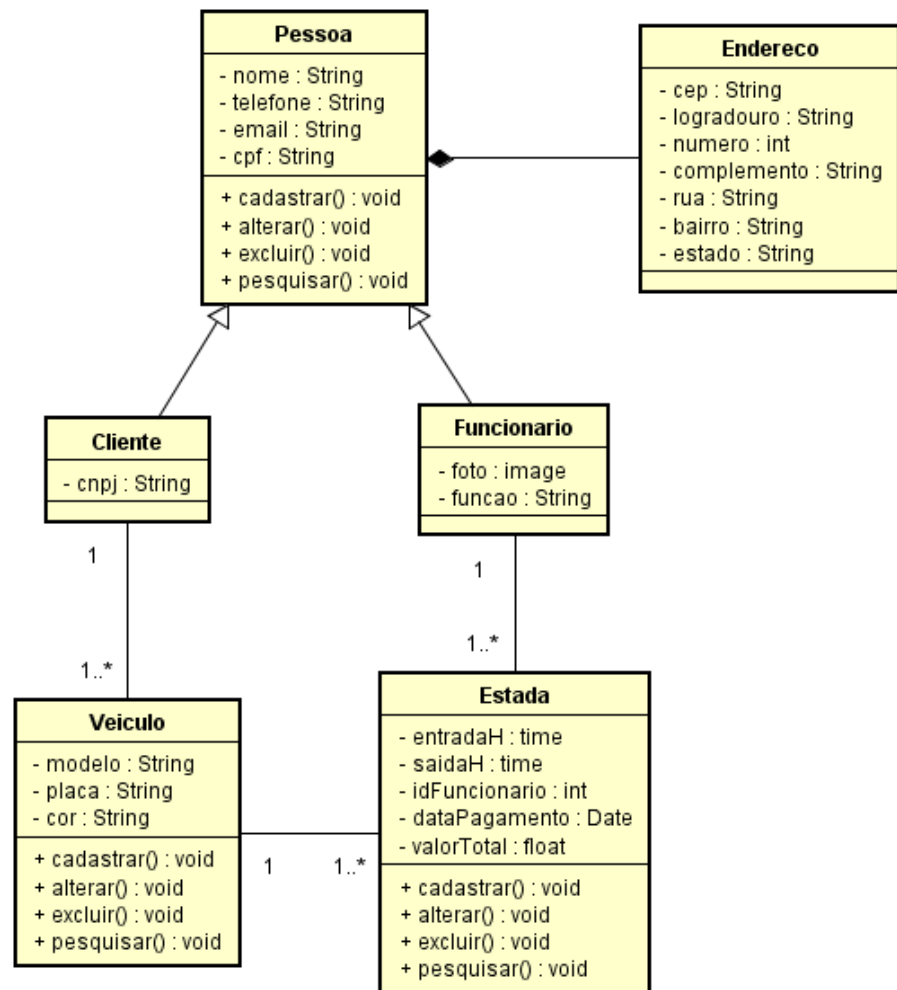 Pessoa
- nome : String
- telefone : String
- email : String
- cpf : String
+ cadastrar() : void
+ alterar() : void
+ excluir() : void
+ pesquisar() : void
Endereco
- cep : String
- logradouro : String
- numero : int
- complemento : String
- rua : String
- bairro : String
- estado : String
Cliente
- cnpj : String
Funcionario
- foto : image
- funcao : String
1
1..*
1
1..*
Veiculo
- modelo : String
- placa : String
- cor : String
+ cadastrar() : void
+ alterar() : void
+ excluir() : void
+ pesquisar() : void
1
1..*
Estada
- entradaH : time
- saidaH : time
- idFuncionario : int
- dataPagamento : Date
- valorTotal : float
+ cadastrar() : void
+ alterar() : void
+ excluir() : void
+ pesquisar() : void